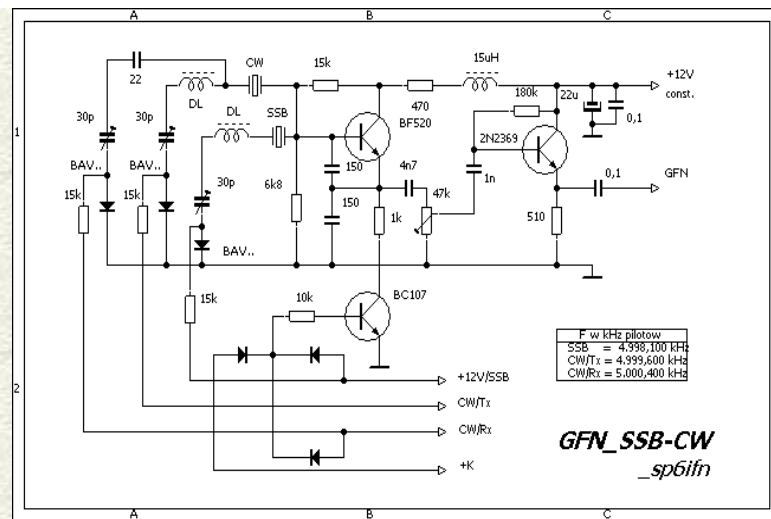 A B C
CW 15k 15uH
22 DL 470 180k 22u +12V const.
30p 30p DL SSB BF520 2N2369 0,1
1
BAV.. 150 4n7 1n
15k 15k 30p 6k8 150 47k 0,1 GFN
1k 510
BAV..
15k 10k BC107
F w kHz pilotow
SSB = 4.998,100 kHz
CW/Tx = 4.999,600 kHz
CW/Rx = 5.000,400 kHz
+12V/SSB
2
CW/Tx
CW/Rx
GFN_SSB-CW
+K
_sp6ifn
A B C